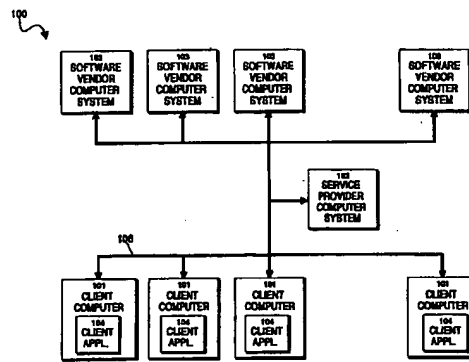 100
103
SOFTWARE
VENDOR
COMPUTER
SYSTEM
103
SOFTWARE
VENDOR
COMPUTER
SYSTEM
103
SOFTWARE
VENDOR
COMPUTER
SYSTEM
103
SOFTWARE
VENDOR
COMPUTER
SYSTEM
102
SERVICE
PROVIDER
COMPUTER
SYSTEM
106
101
CLIENT
COMPUTER
104
CLIENT
APPL.
101
CLIENT
COMPUTER
104
CLIENT
APPL.
101
CLIENT
COMPUTER
104
CLIENT
APPL.
101
CLIENT
COMPUTER
104
CLIENT
APPL.